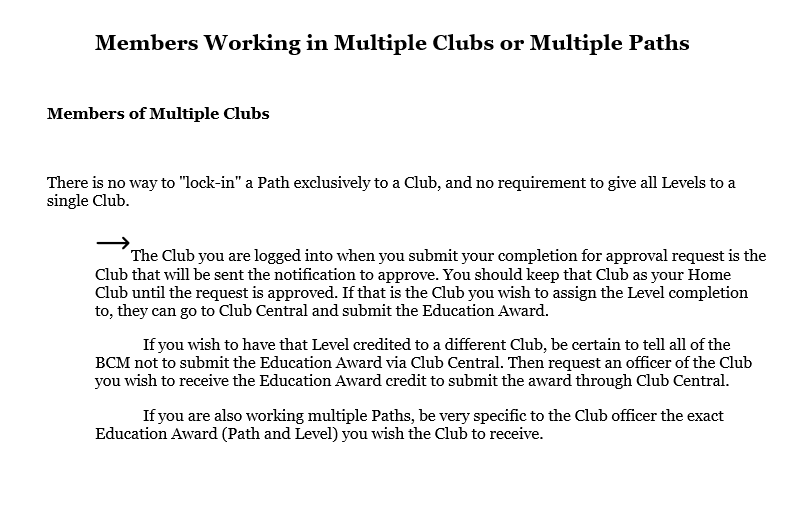 Members Working in Multiple Clubs or Multiple Paths
Members of Multiple Clubs
There is no way to "lock-in" a Path exclusively to a Club, and no requirement to give all Levels to a
single Club.
The Club you are logged into when you submit your completion for approval request is the
Club that will be sent the notification to approve. You should keep that Club as your Home
Club until the request is approved. If that is the Club you wish to assign the Level completion
to, they can go to Club Central and submit the Education Award.
If you wish to have that Level credited to a different Club, be certain to tell all of the
BCM not to submit the Education Award via Club Central. Then request an officer of the Club
you wish to receive the Education Award credit to submit the award through Club Central.
If you are also working multiple Paths, be very specific to the Club officer the exact
Education Award (Path and Level) you wish the Club to receive.